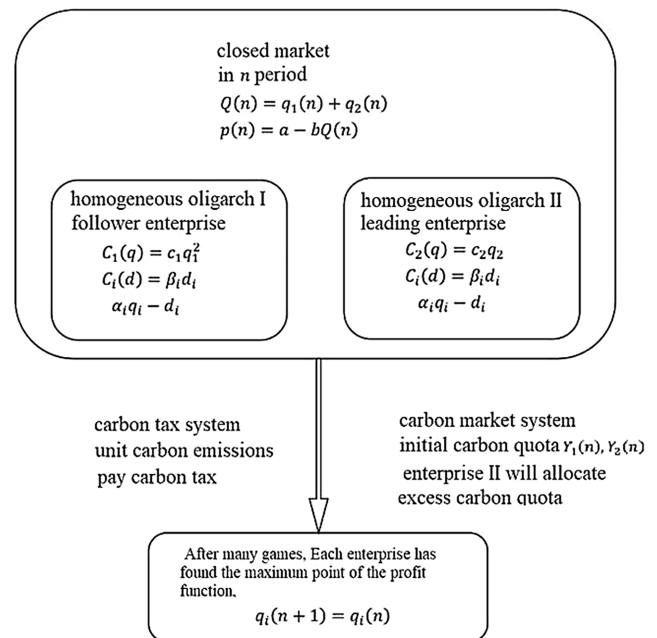 closed market
in n period
Q(n) = q₁(n) + q₂(n)
p(n) = a − bQ(n)
homogeneous oligarch I
follower enterprise
C₁(q) = c₁q₁²
Cᵢ(d) = βᵢdᵢ
αᵢqᵢ − dᵢ
homogeneous oligarch II
leading enterprise
C₂(q) = c₂q₂
Cᵢ(d) = βᵢdᵢ
αᵢqᵢ − dᵢ
carbon tax system
unit carbon emissions
pay carbon tax
carbon market system
initial carbon quota Y₁(n), Y₂(n)
enterprise II will allocate
excess carbon quota
After many games, Each enterprise has
found the maximum point of the profit
function,
qᵢ(n + 1) = qᵢ(n)